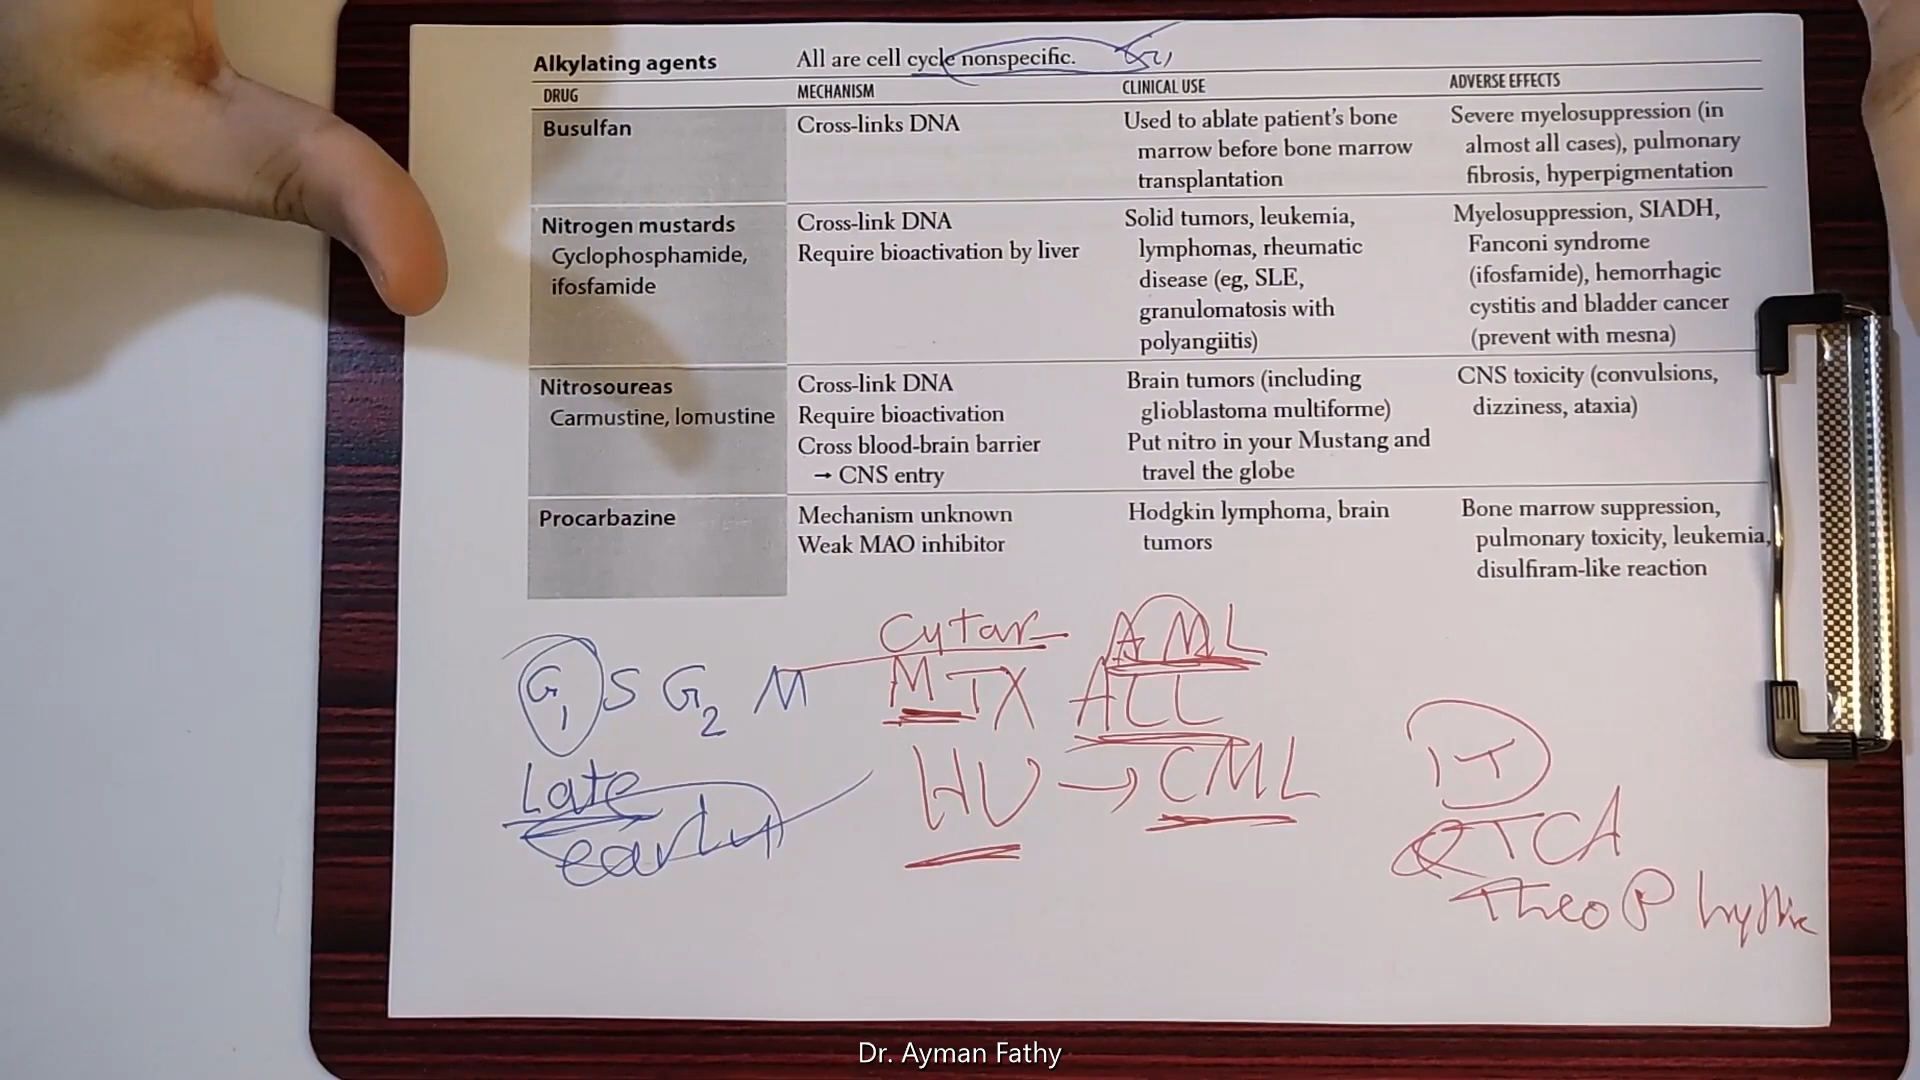 Alkylating agents All are cell cycle nonspecific.
DRUG MECHANISM CLINICAL USE ADVERSE EFFECTS
Busulfan Cross-links DNA Used to ablate patient's bone marrow before bone marrow transplantation Severe myelosuppression (in almost all cases), pulmonary fibrosis, hyperpigmentation
Nitrogen mustards
Cyclophosphamide,
ifosfamide
Cross-link DNA
Require bioactivation by liver
Solid tumors, leukemia,
lymphomas, rheumatic
disease (eg, SLE,
granulomatosis with
polyangiitis)
Myelosuppression, SIADH,
Fanconi syndrome
(ifosfamide), hemorrhagic
cystitis and bladder cancer
(prevent with mesna)
Nitrosoureas
Carmustine, lomustine
Cross-link DNA
Require bioactivation
Cross blood-brain barrier
→ CNS entry
Brain tumors (including
glioblastoma multiforme)
Put nitro in your Mustang and
travel the globe
CNS toxicity (convulsions,
dizziness, ataxia)
Procarbazine
Mechanism unknown
Weak MAO inhibitor
Hodgkin lymphoma, brain
tumors
Bone marrow suppression,
pulmonary toxicity, leukemia,
disulfiram-like reaction
Cytar AML
G1 S G2 M MTX ALL
HU → CML
Late
early
IT
TCA
Dr. Ayman Fathy